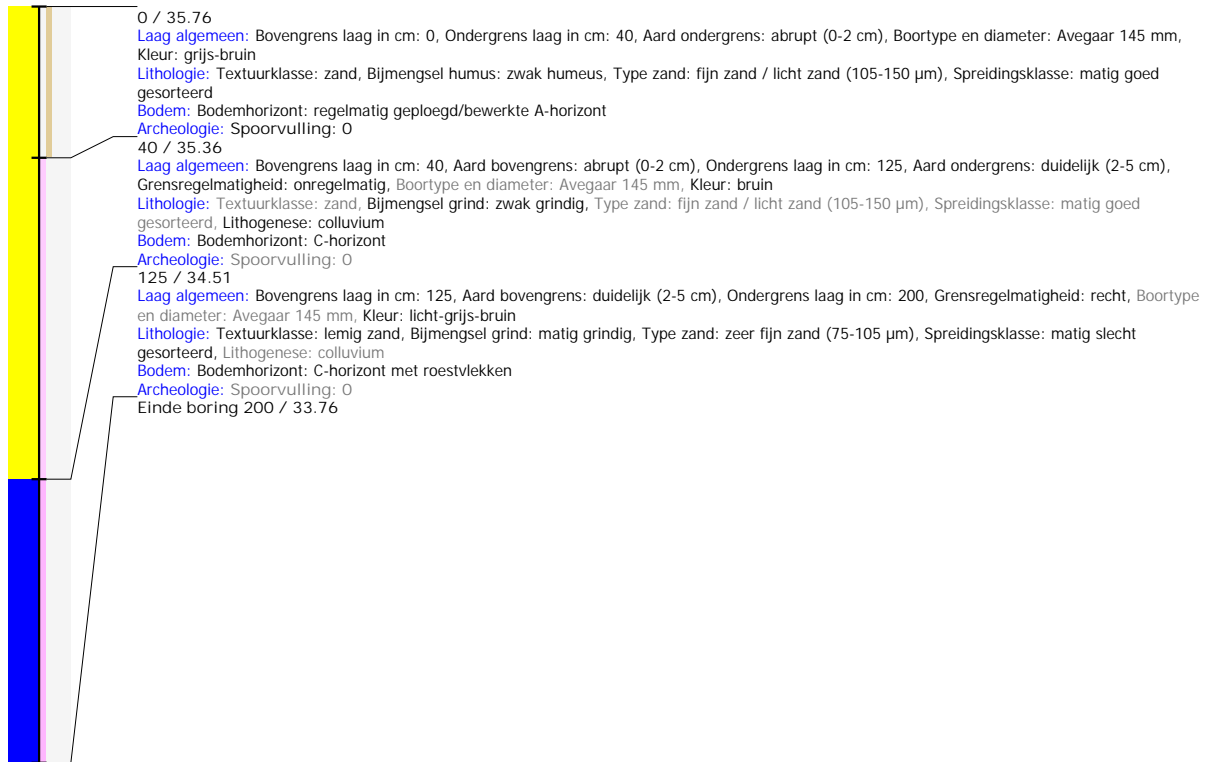 0 / 35.76
Laag algemeen: Bovengrens laag in cm: 0, Ondergrens laag in cm: 40, Aard ondergrens: abrupt (0-2 cm), Boortype en diameter: Avegaar 145 mm,
Kleur: grijs-bruin
Lithologie: Textuurklasse: zand, Bijmengsel humus: zwak humeus, Type zand: fijn zand / licht zand (105-150 µm), Spreidingsklasse: matig goed
gesorteerd
Bodem: Bodemhorizont: regelmatig geploegd/bewerkte A-horizont
Archeologie: Spoorvulling: 0
40 / 35.36
Laag algemeen: Bovengrens laag in cm: 40, Aard bovengrens: abrupt (0-2 cm), Ondergrens laag in cm: 125, Aard ondergrens: duidelijk (2-5 cm),
Grensregelmatigheid: onregelmatig, Boortype en diameter: Avegaar 145 mm, Kleur: bruin
Lithologie: Textuurklasse: zand, Bijmengsel grind: zwak grindig, Type zand: fijn zand / licht zand (105-150 µm), Spreidingsklasse: matig goed
gesorteerd, Lithogenese: colluvium
Bodem: Bodemhorizont: C-horizont
Archeologie: Spoorvulling: 0
125 / 34.51
Laag algemeen: Bovengrens laag in cm: 125, Aard bovengrens: duidelijk (2-5 cm), Ondergrens laag in cm: 200, Grensregelmatigheid: recht, Boortype
en diameter: Avegaar 145 mm, Kleur: licht-grijs-bruin
Lithologie: Textuurklasse: lemig zand, Bijmengsel grind: matig grindig, Type zand: zeer fijn zand (75-105 µm), Spreidingsklasse: matig slecht
gesorteerd, Lithogenese: colluvium
Bodem: Bodemhorizont: C-horizont met roestvlekken
Archeologie: Spoorvulling: 0
Einde boring 200 / 33.76